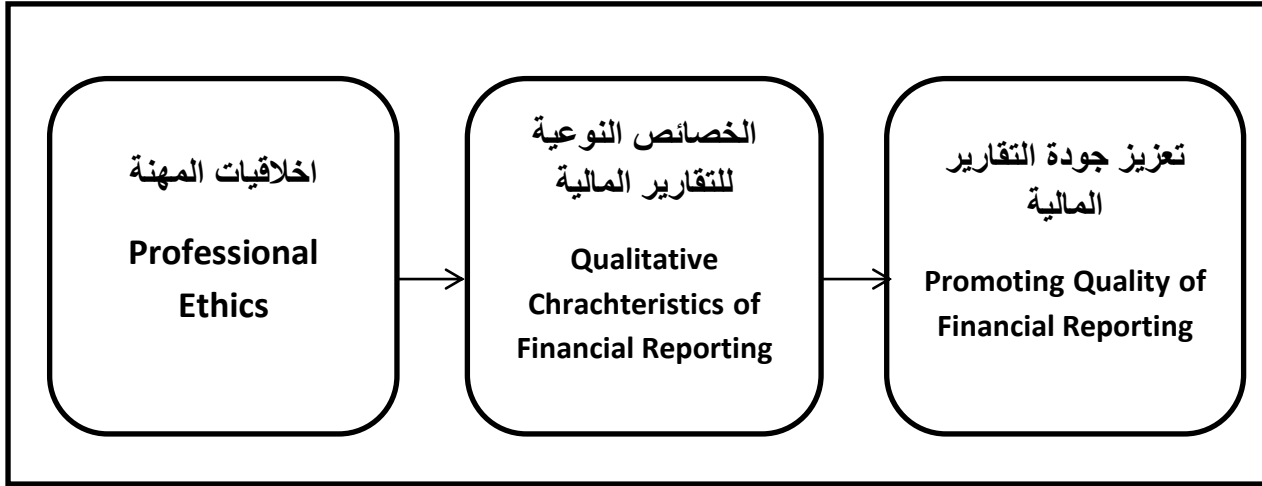 اخلاقيات المهنة
Professional
Ethics
الخصائص النوعية
للتقارير المالية
Qualitative
Chrachteristics of
Financial Reporting
تعزيز جودة التقارير
المالية
Promoting Quality of
Financial Reporting